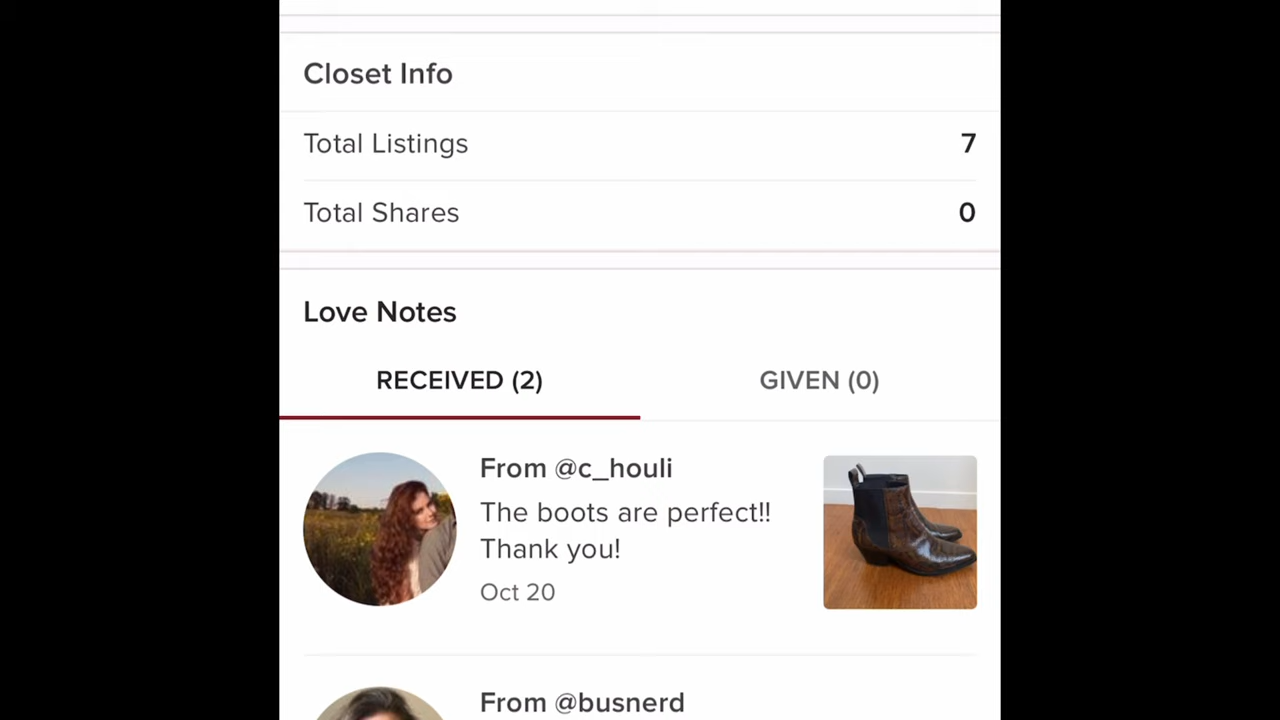 Closet Info
Total Listings 7
Total Shares 0
Love Notes
RECEIVED (2) GIVEN (0)
From @c_houli
The boots are perfect!!
Thank you!
Oct 20
From @busnerd